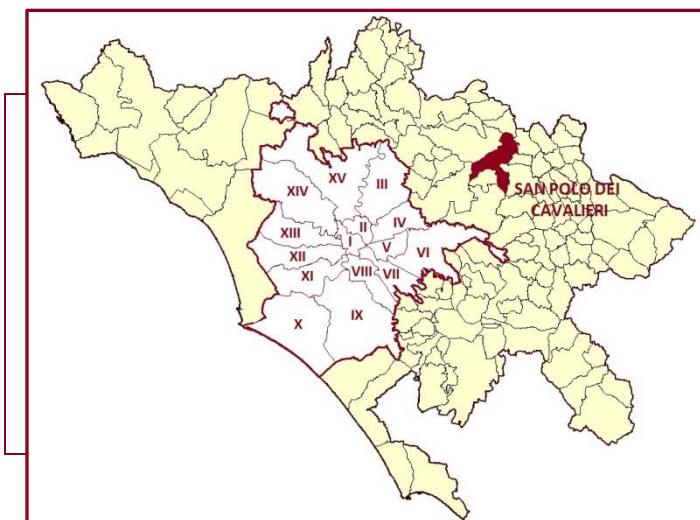 XV
III
XIV
II
IV
XIII
I
V
VI
XII
XI
VIII
VII
X
IX
SAN POLO DEI
CAVALIERI